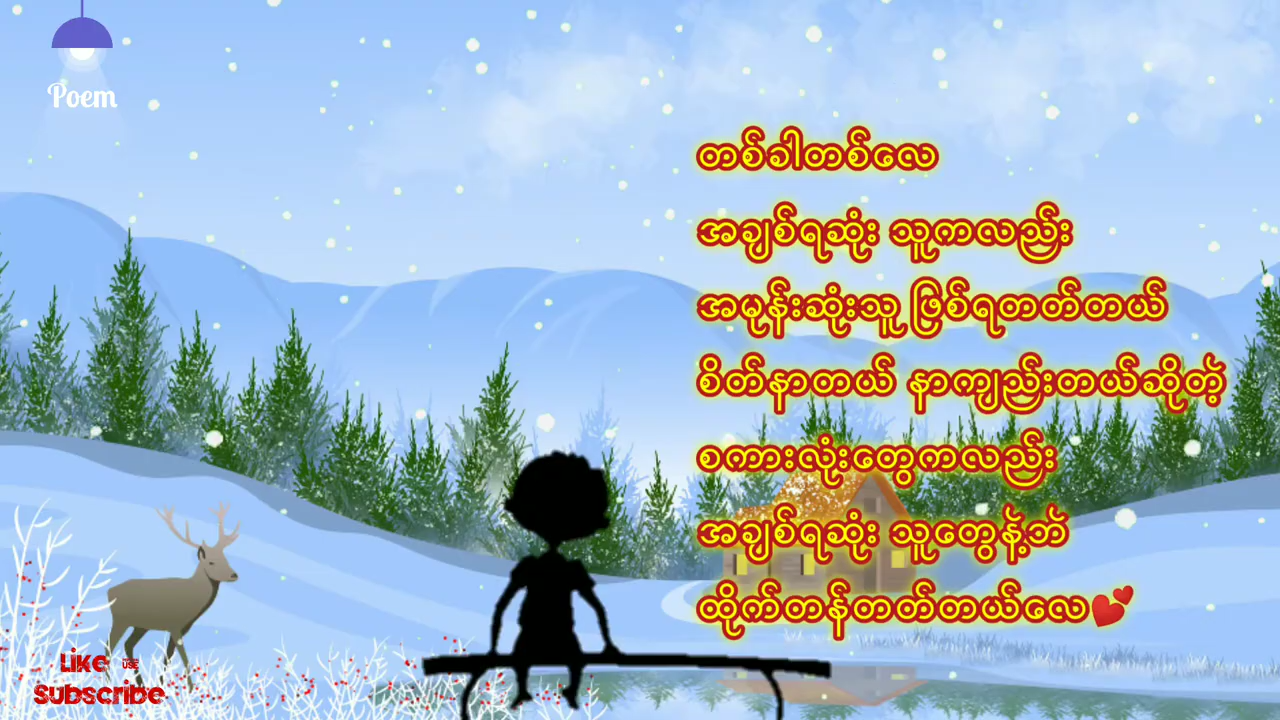 Poem
တစ်ခါတစ်လေ
အချစ်ရဆုံး သူကလည်း
အမုန်းဆုံးသူ ဖြစ်ရတတ်တယ်
စိတ်နာတယ် နာကျည်းတယ်ဆိုတဲ့
စကားလုံးတွေကလည်း
အချစ်ရဆုံး သူတွေနဲ့ဘဲ
ထိုက်တန်တတ်တယ်လေ💕
Like
Subscribe